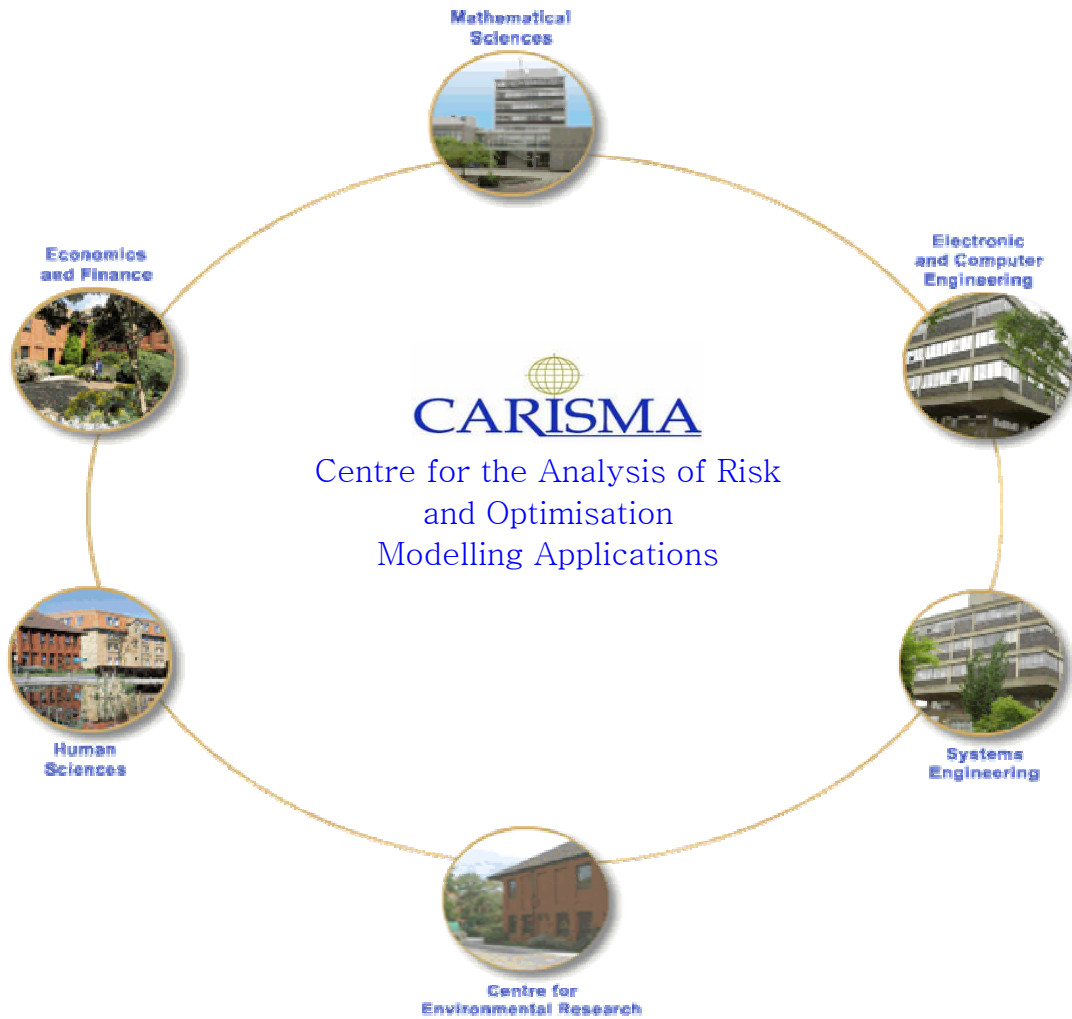 Mathematical
Sciences
Economics
and Finance
Electronic
and Computer
Engineering
CARISMA
Centre for the Analysis of Risk
and Optimisation
Modelling Applications
Human
Sciences
Systems
Engineering
Centre for
Environmental Research